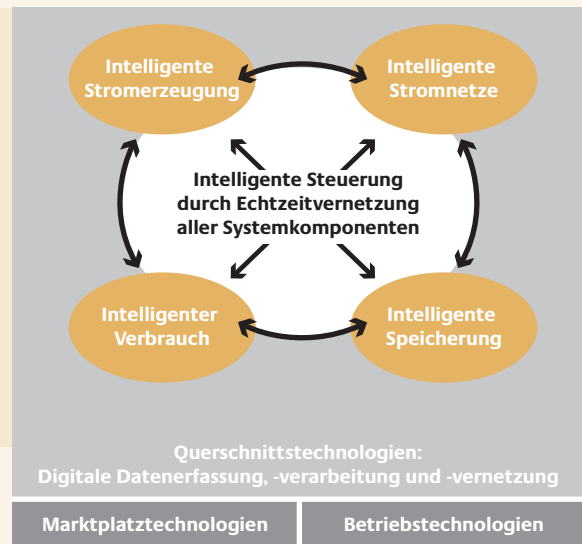 Intelligente
Stromerzeugung
Intelligente
Stromnetze
Intelligente Steuerung
durch Echtzeitvernetzung
aller Systemkomponenten
Intelligenter
Verbrauch
Intelligente
Speicherung
Querschnittstechnologien:
Digitale Datenerfassung, -verarbeitung und -vernetzung
Marktplatztechnologien
Betriebstechnologien